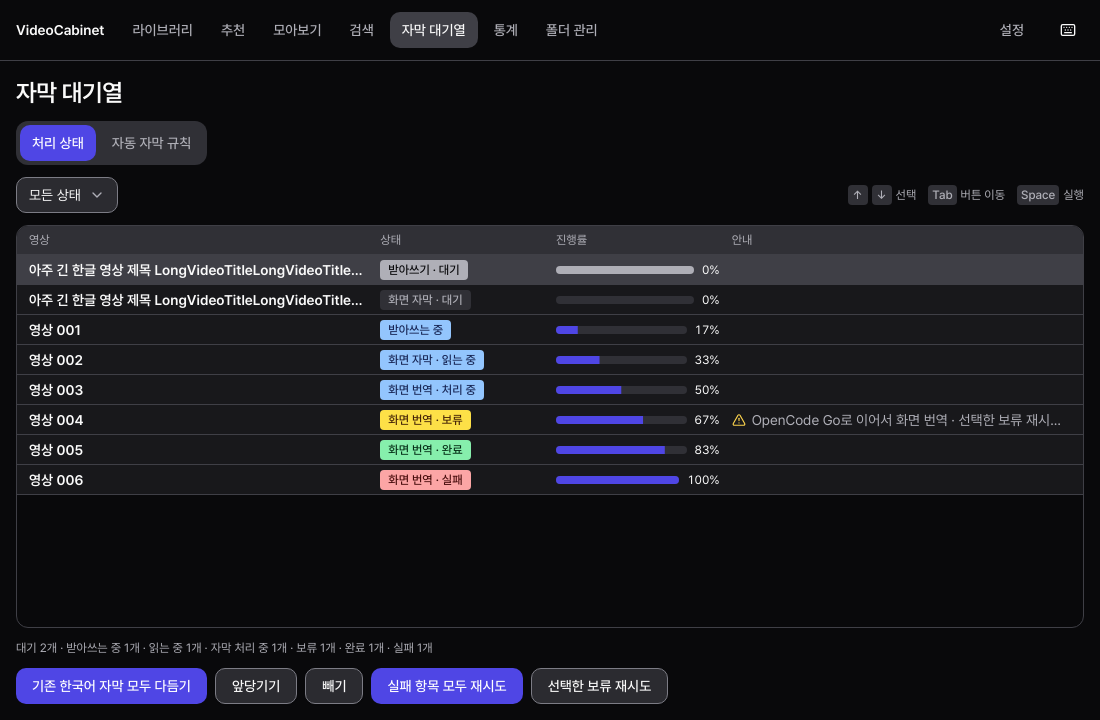 VideoCabinet 라이브러리 추천 모아보기 검색 자막 대기열 통계 폴더 관리 설정
자막 대기열
처리 상태 자동 자막 규칙
모든 상태 ↑ ↓ 선택 Tab 버튼 이동 Space 실행
영상 상태 진행률 안내
아주 긴 한글 영상 제목 LongVideoTitleLongVideoTitle... 받아쓰기 · 대기 0%
아주 긴 한글 영상 제목 LongVideoTitleLongVideoTitle... 화면 자막 · 대기 0%
영상 001 받아쓰는 중 17%
영상 002 화면 자막 · 읽는 중 33%
영상 003 화면 번역 · 처리 중 50%
영상 004 화면 번역 · 보류 67% OpenCode Go로 이어서 화면 번역 · 선택한 보류 재시...
영상 005 화면 번역 · 완료 83%
영상 006 화면 번역 · 실패 100%
대기 2개 · 받아쓰는 중 1개 · 읽는 중 1개 · 자막 처리 중 1개 · 보류 1개 · 완료 1개 · 실패 1개
기존 한국어 자막 모두 다듬기 앞당기기 빼기 실패 항목 모두 재시도 선택한 보류 재시도